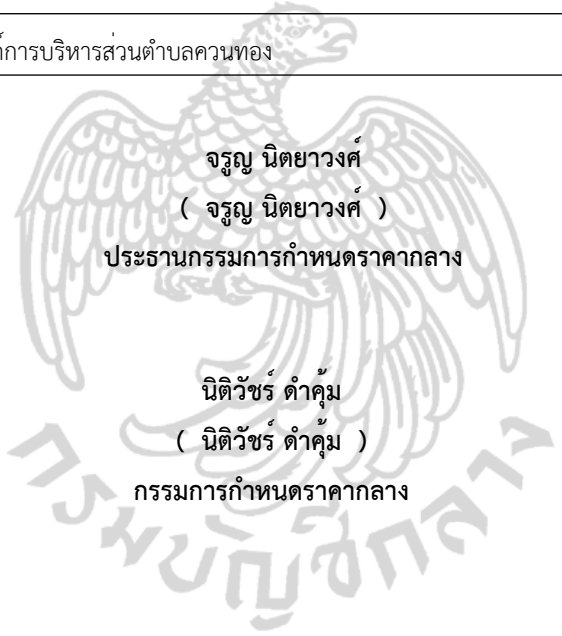 ์การบริหารส่วนตำบลควนทอง
จรูญ นิตยาวงศ์
( จรูญ นิตยาวงศ์ )
ประธานกรรมการกำหนดราคากลาง
นิติวัชร์ ดำคุ้ม
( นิติวัชร์ ดำคุ้ม )
กรรมการกำหนดราคากลาง
กรมบัญชีกลาง